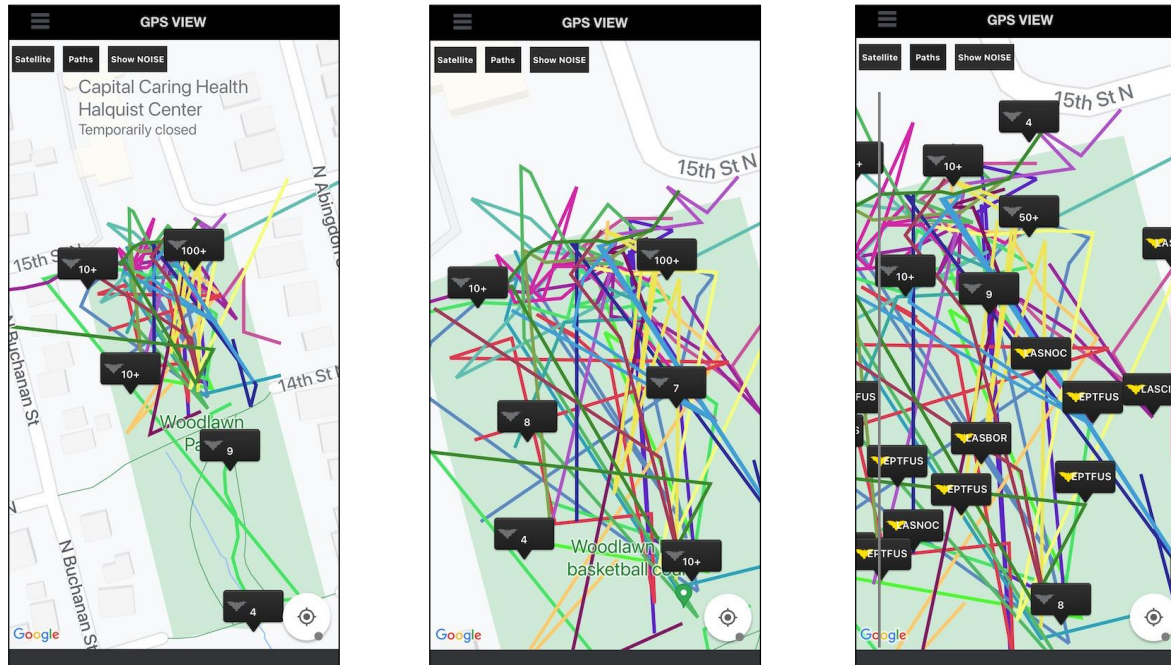 GPS VIEW
Satellite
Paths
Show NOISE
Capital Caring Health
Halquist Center
Temporarily closed
N Abingdon S
15th St N
100+
10+
N Buchanan St
10+
14th St N
Woodlawn
Pa
9
N Buchanan St
4
Google
GPS VIEW
Satellite
Paths
Show NOISE
15th St N
100+
10+
7
8
4
Woodlawn
basketball cou
10+
Google
GPS VIEW
Satellite
Paths
Show NOISE
15th St N
4
+
10+
50+
LAS
10+
9
LASNOC
LASCI
FUS
EPTFUS
S
LASBOR
EPTFUS
EPTFUS
EPTFUS
LASNOC
EPTFUS
8
Google